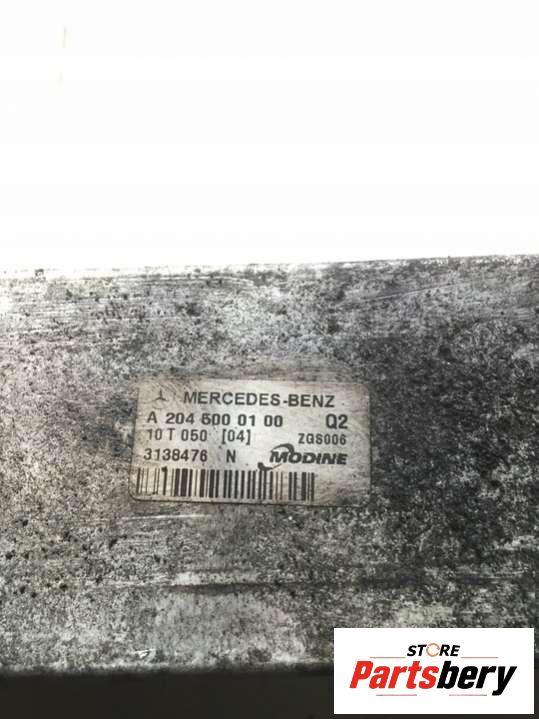 MERCEDES-BENZ
A 204 500 01 00 Q2
10 T 050 [04] ZGS006
3138476 N MODINE
STORE
Partsbery